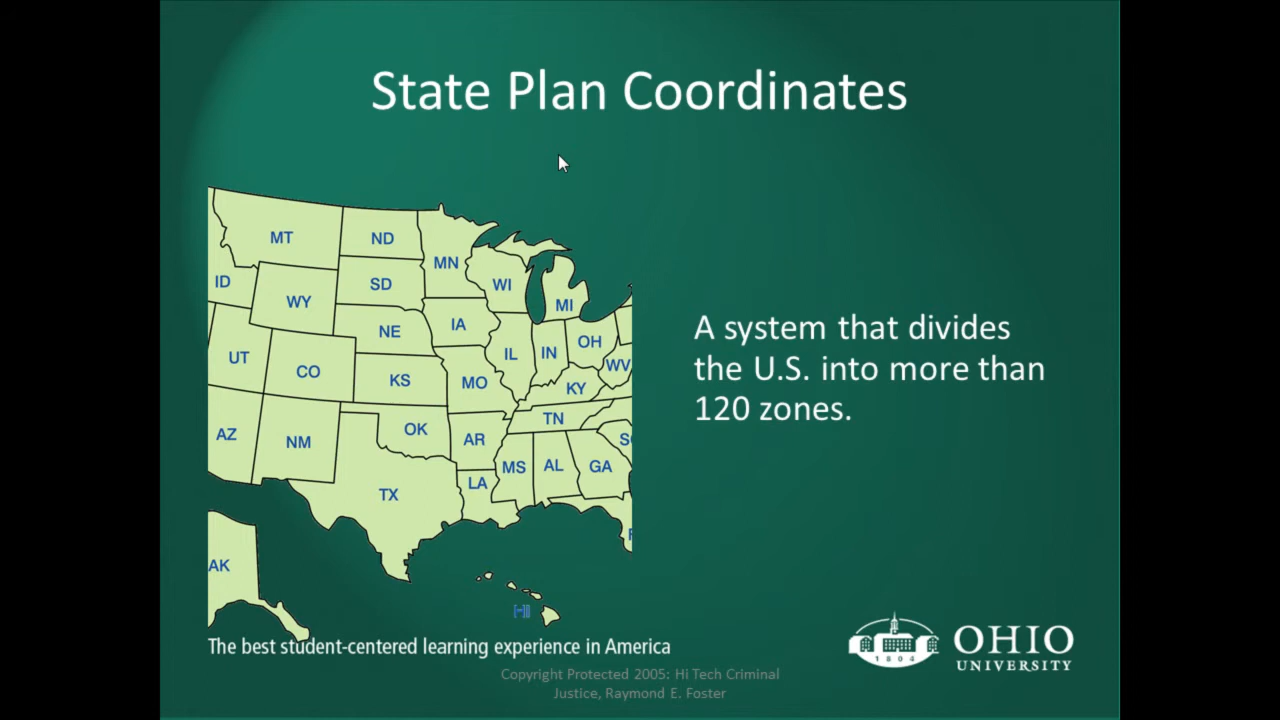 State Plan Coordinates
MT
ND
MN
ID
WY
SD
WI
MI
NE
IA
UT
CO
KS
MO
IL
IN
OH
WV
KY
AZ
NM
OK
AR
TN
MS
AL
GA
TX
LA
AK
A system that divides
the U.S. into more than
120 zones.
The best student-centered learning experience in America
1804
OHIO
UNIVERSITY
Copyright Protected 2005: Hi Tech Criminal
Justice, Raymond E. Foster